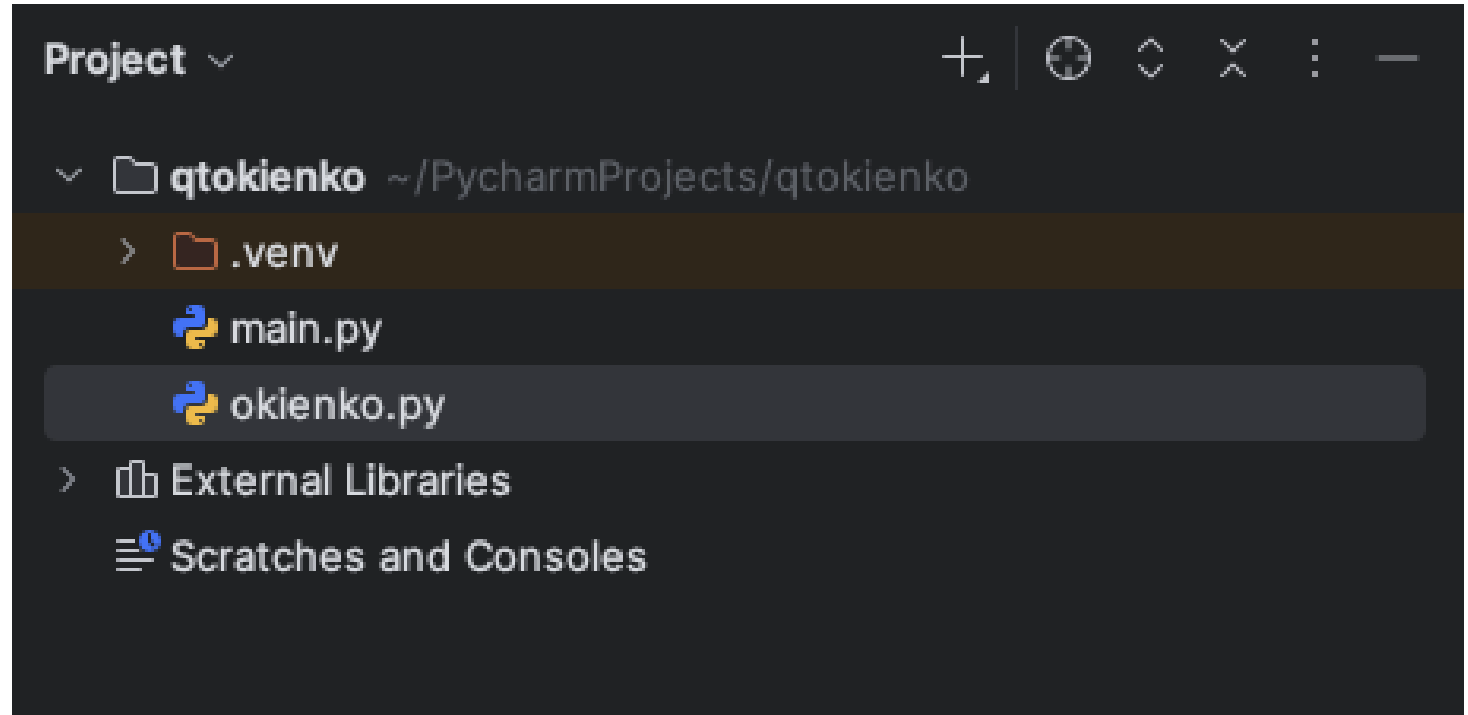 Project
qtokienko ~/PycharmProjects/qtokienko
.venv
main.py
okienko.py
External Libraries
Scratches and Consoles